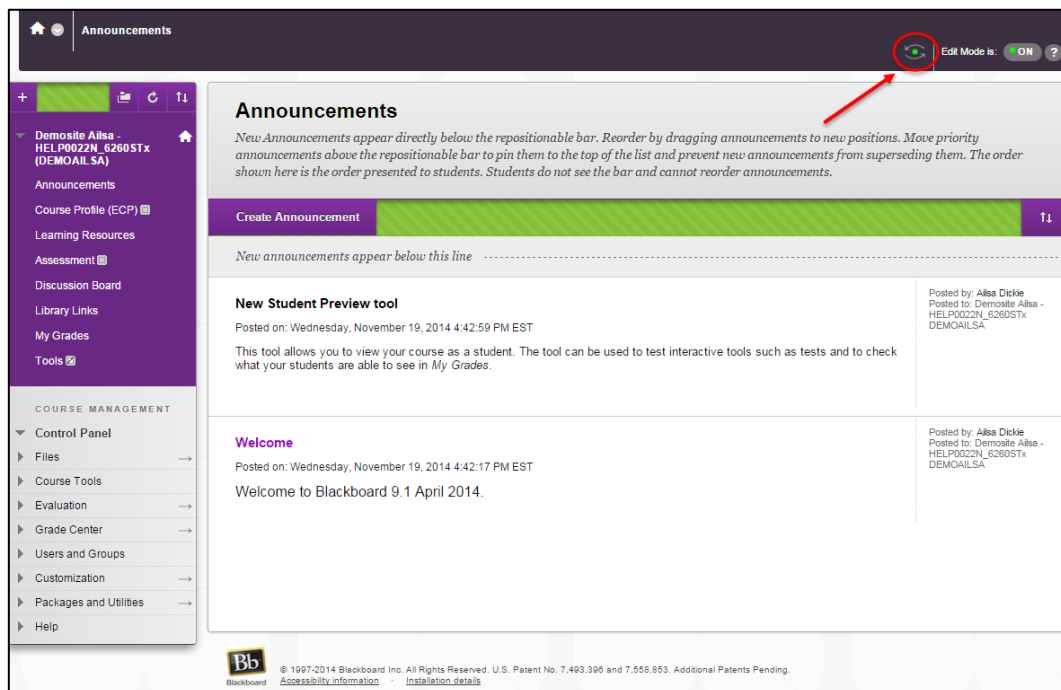 Announcements
Edit Mode is: ON ?
Demosite Ailsa -
HELP0022N_6260STx
(DEMOAILSA)
Announcements
Course Profile (ECP)
Learning Resources
Assessment
Discussion Board
Library Links
My Grades
Tools
COURSE MANAGEMENT
Control Panel
Files
Course Tools
Evaluation
Grade Center
Users and Groups
Customization
Packages and Utilities
Help
Announcements
New Announcements appear directly below the repositionable bar. Reorder by dragging announcements to new positions. Move priority
announcements above the repositionable bar to pin them to the top of the list and prevent new announcements from superseding them. The order
shown here is the order presented to students. Students do not see the bar and cannot reorder announcements.
Create Announcement
New announcements appear below this line
New Student Preview tool
Posted on: Wednesday, November 19, 2014 4:42:59 PM EST
This tool allows you to view your course as a student. The tool can be used to test interactive tools such as tests and to check
what your students are able to see in My Grades.
Posted by: Ailsa Dickie
Posted to: Demosite Ailsa -
HELP0022N_6260STx
DEMOAILSA
Welcome
Posted on: Wednesday, November 19, 2014 4:42:17 PM EST
Welcome to Blackboard 9.1 April 2014.
Posted by: Ailsa Dickie
Posted to: Demosite Ailsa -
HELP0022N_6260STx
DEMOAILSA
Bb
Blackboard
© 1997-2014 Blackboard Inc. All Rights Reserved. U.S. Patent No. 7,493,396 and 7,558,853. Additional Patents Pending.
Accessibility information - Installation details